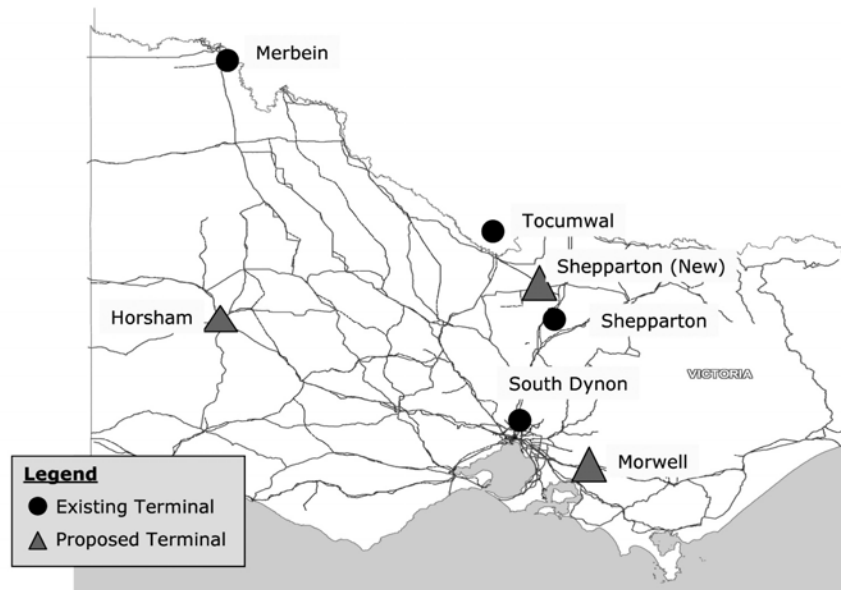 Merbein
Tocumwal
Shepparton (New)
Horsham
Shepparton
South Dynon
VICTORIA
Morwell
Legend
Existing Terminal
Proposed Terminal